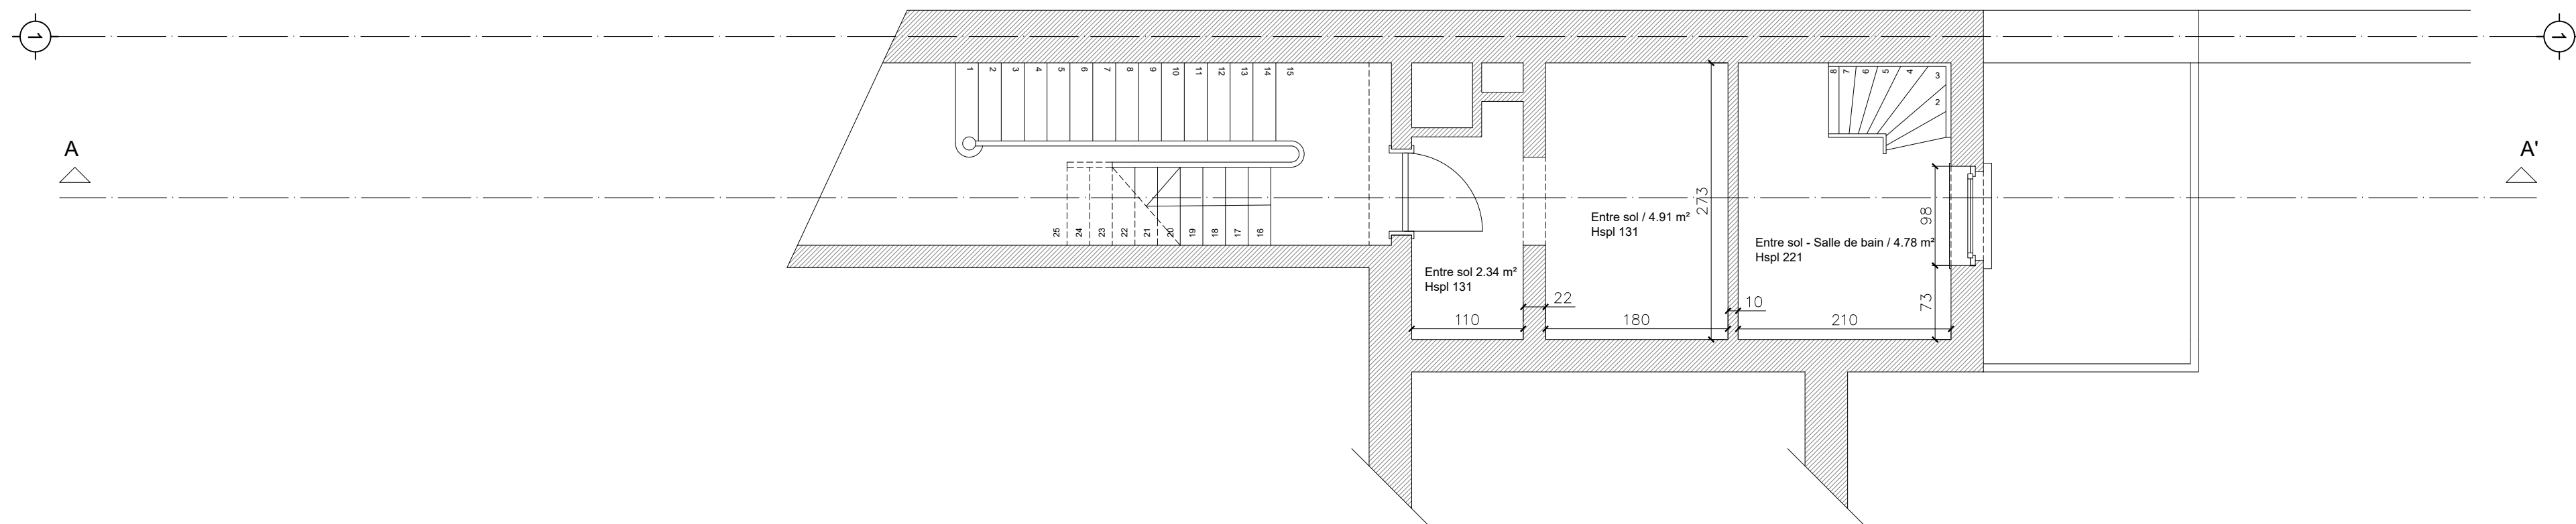 1
1
1 2 3 4 5 6 7 8 9 10 11 12 13 14 15
8 7 6 5 4 3
2
A
A'
25 24 23 22 21 20 19 18 17 16
273
98
Entre sol / 4.91 m²
Hspl 131
Entre sol - Salle de bain / 4.78 m²
Hspl 221
Entre sol 2.34 m²
Hspl 131
22
10
73
110
180
210